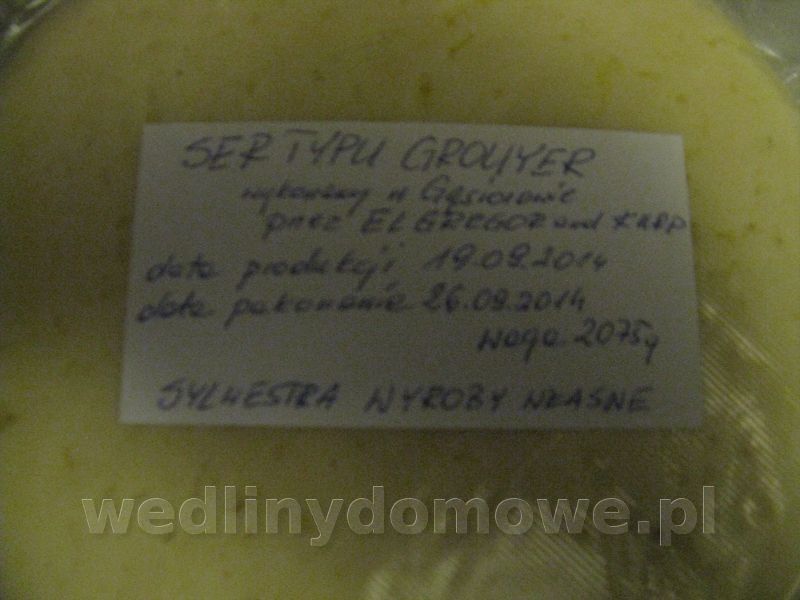 SER TYPU GROUYER
wykonany w Gąsiorowie
przez EL GREGOR and KARP
data produkcji 19.09.2014
data pakowania 26.09.2014
waga 2075g
SYLWESTRA WYROBY WŁASNE
wedlinydomowe.pl